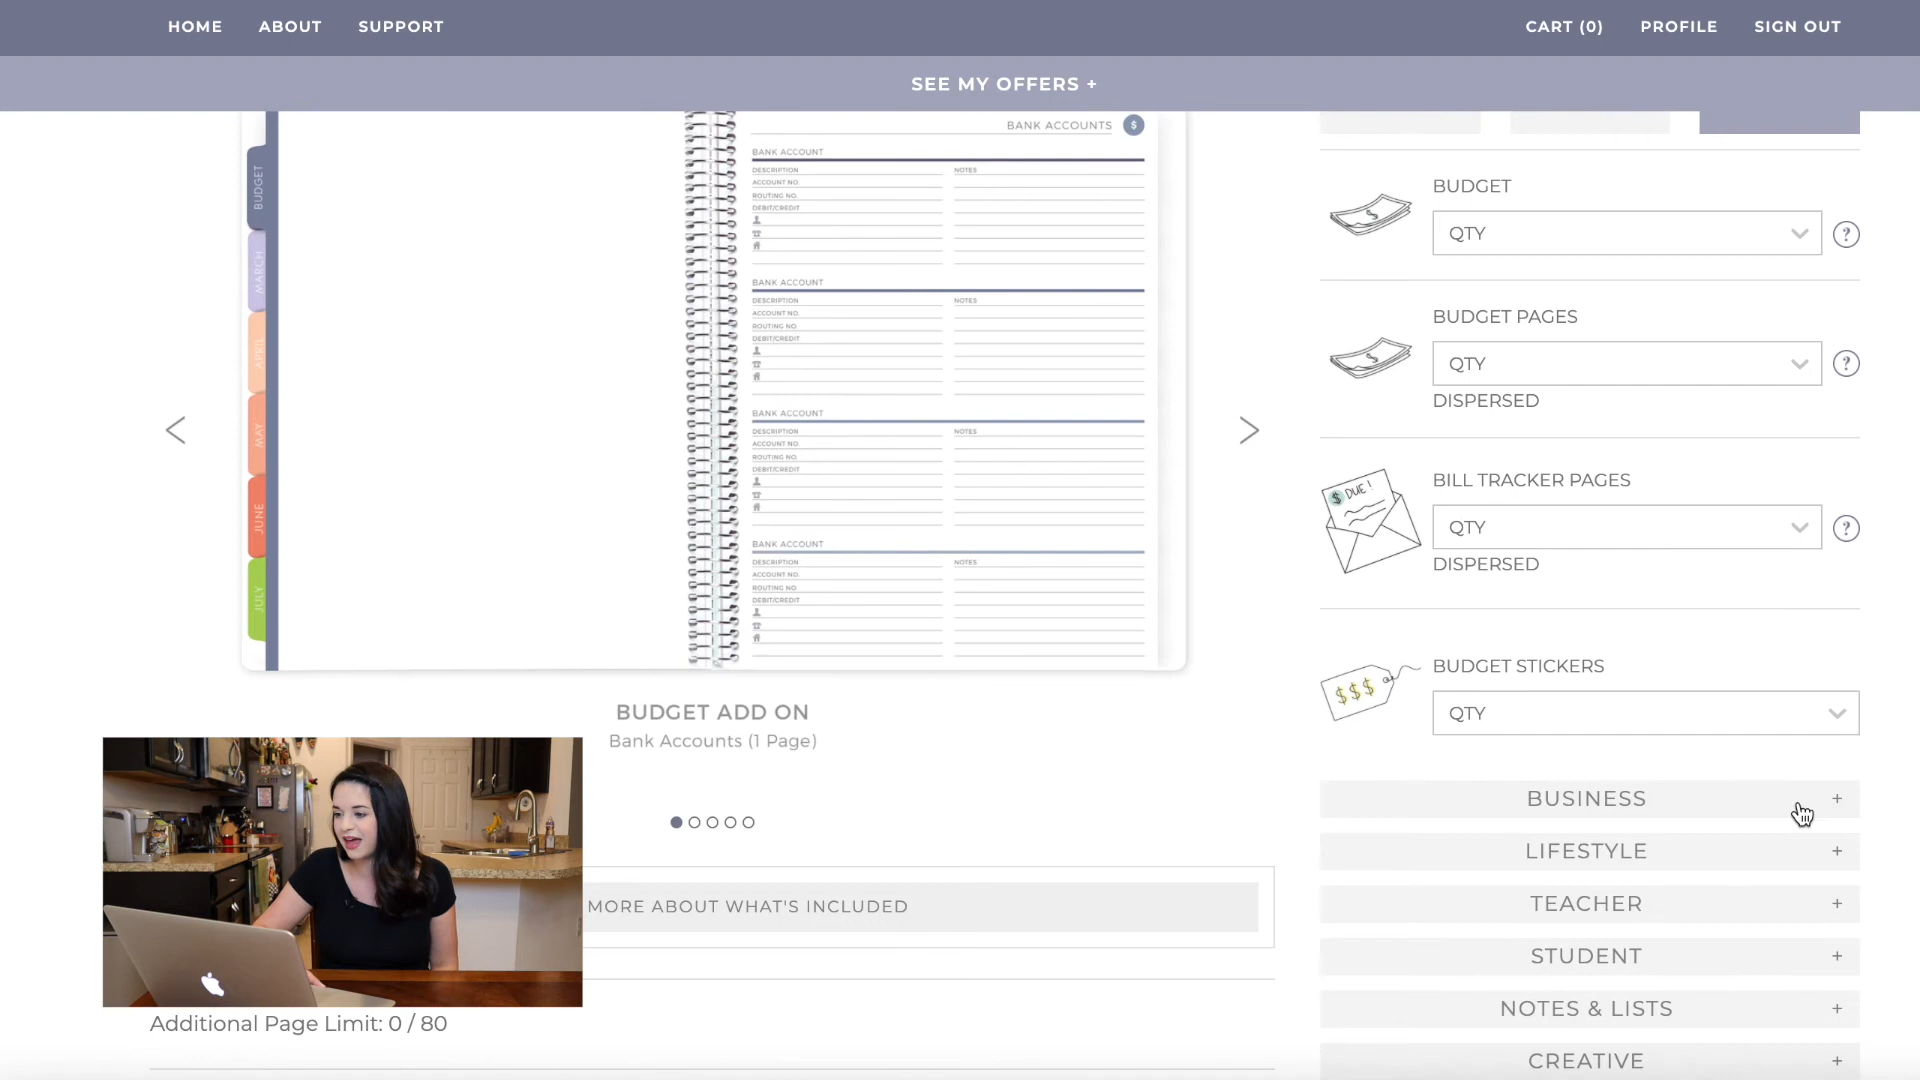 HOME ABOUT SUPPORT CART (0) PROFILE SIGN OUT
SEE MY OFFERS +
BUDGET
MARCH
APRIL
MAY
JUNE
JULY
BANK ACCOUNTS $
BANK ACCOUNT
DESCRIPTION NOTES
ACCOUNT NO.
ROUTING NO.
DEBIT/CREDIT
BANK ACCOUNT
DESCRIPTION NOTES
ACCOUNT NO.
ROUTING NO.
DEBIT/CREDIT
BANK ACCOUNT
DESCRIPTION NOTES
ACCOUNT NO.
ROUTING NO.
DEBIT/CREDIT
BANK ACCOUNT
DESCRIPTION NOTES
ACCOUNT NO.
ROUTING NO.
DEBIT/CREDIT
< >
BUDGET ADD ON
Bank Accounts (1 Page)
MORE ABOUT WHAT'S INCLUDED
Additional Page Limit: 0 / 80
BUDGET
$ QTY ?
BUDGET PAGES
$ QTY ?
DISPERSED
BILL TRACKER PAGES
$ DUE!
QTY ?
DISPERSED
BUDGET STICKERS
$$$ QTY
BUSINESS +
LIFESTYLE +
TEACHER +
STUDENT +
NOTES & LISTS +
CREATIVE +